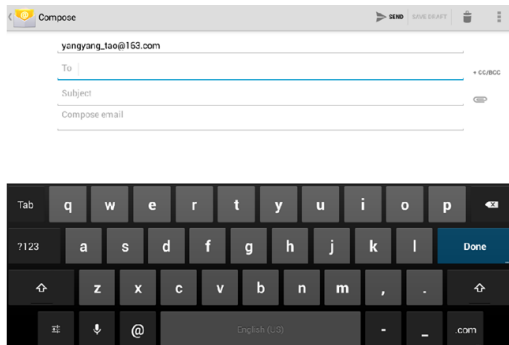 Compose SEND SAVE DRAFT
yangyang_tao@163.com
To
+ CC/BCC
Subject
Compose email
Tab q w e r t y u i o p
?123 a s d f g h j k l Done
z x c v b n m , .
@ English (US) - _ .com